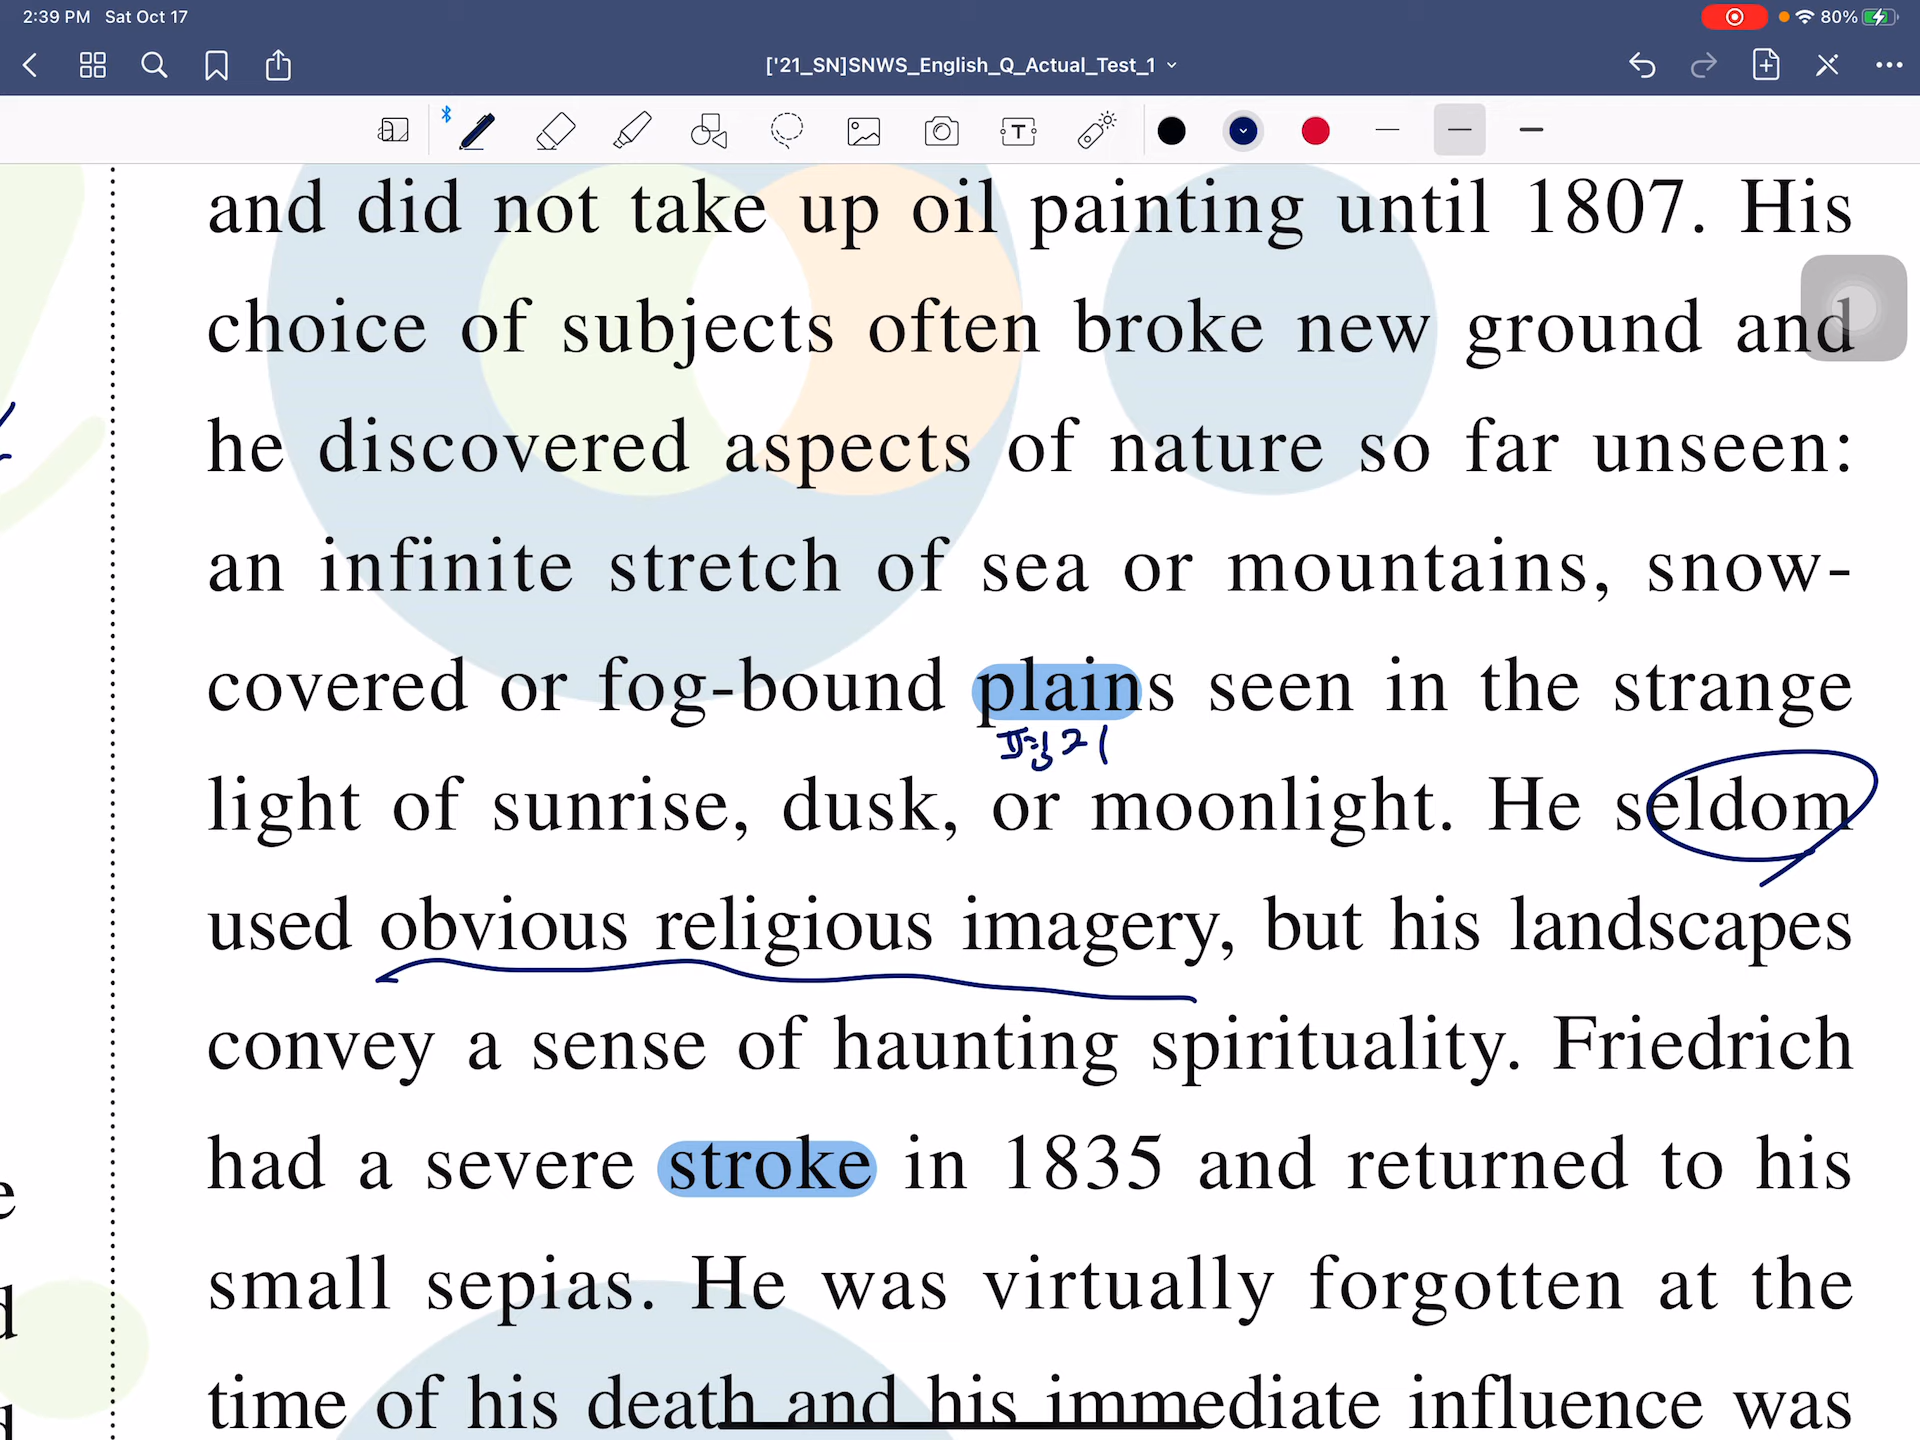 2:39 PM Sat Oct 17
80%
['21_SN]SNWS_English_Q_Actual_Test_1
T
and did not take up oil painting until 1807. His
choice of subjects often broke new ground and
he discovered aspects of nature so far unseen:
an infinite stretch of sea or mountains, snow-
covered or fog-bound plains seen in the strange
평지
light of sunrise, dusk, or moonlight. He seldom
used obvious religious imagery, but his landscapes
convey a sense of haunting spirituality. Friedrich
had a severe stroke in 1835 and returned to his
small sepias. He was virtually forgotten at the
time of his death and his immediate influence was